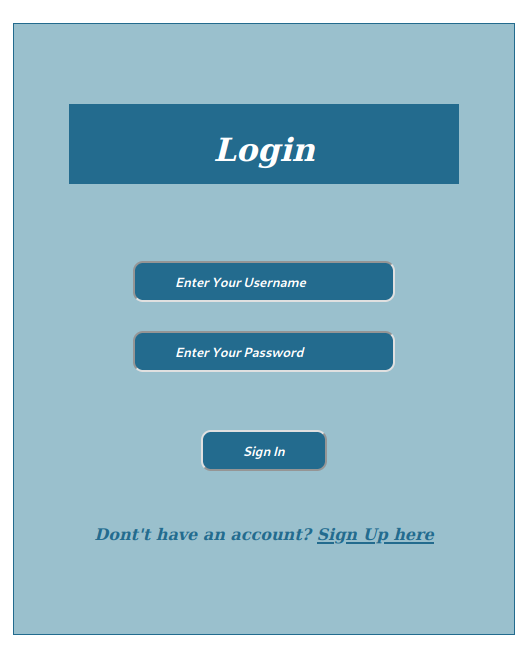 Login
Enter Your Username
Enter Your Password
Sign In
Dont't have an account? Sign Up here